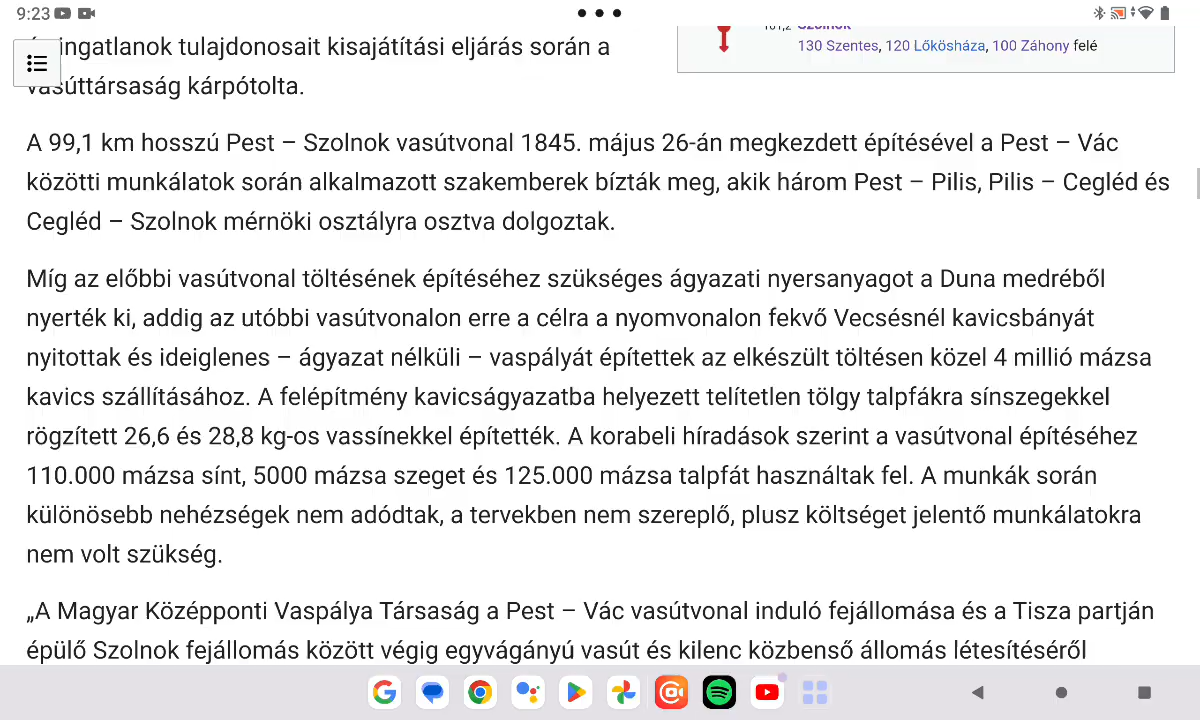 9:23
161,2 Szolnok
130 Szentes, 120 Lőkösháza, 100 Záhony felé
ingatlanok tulajdonosait kisajátítási eljárás során a
vasúttársaság kárpótolta.
A 99,1 km hosszú Pest – Szolnok vasútvonal 1845. május 26-án megkezdett építésével a Pest – Vác
közötti munkálatok során alkalmazott szakemberek bízták meg, akik három Pest – Pilis, Pilis – Cegléd és
Cegléd – Szolnok mérnöki osztályra osztva dolgoztak.
Míg az előbbi vasútvonal töltésének építéséhez szükséges ágyazati nyersanyagot a Duna medréből
nyerték ki, addig az utóbbi vasútvonalon erre a célra a nyomvonalon fekvő Vecsésnél kavicsbányát
nyitottak és ideiglenes – ágyazat nélküli – vaspályát építettek az elkészült töltésen közel 4 millió mázsa
kavics szállításához. A felépítmény kavicságyazatba helyezett telítetlen tölgy talpfákra sínszegekkel
rögzített 26,6 és 28,8 kg-os vassínekkel építették. A korabeli híradások szerint a vasútvonal építéséhez
110.000 mázsa sínt, 5000 mázsa szeget és 125.000 mázsa talpfát használtak fel. A munkák során
különösebb nehézségek nem adódtak, a tervekben nem szereplő, plusz költséget jelentő munkálatokra
nem volt szükség.
„A Magyar Középponti Vaspálya Társaság a Pest – Vác vasútvonal induló fejállomása és a Tisza partján
épülő Szolnok fejállomás között végig egyvágányú vasút és kilenc közbenső állomás létesítéséről